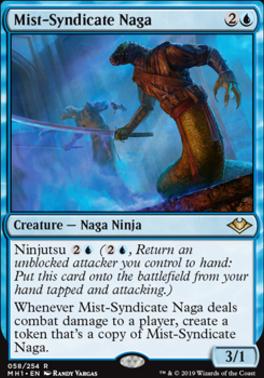 Mist-Syndicate Naga 2
Creature — Naga Ninja
Ninjutsu 2 ( 2 , Return an
unblocked attacker you control to hand:
Put this card onto the battlefield from your
hand tapped and attacking.)
Whenever Mist-Syndicate Naga deals
combat damage to a player, create a
token that's a copy of Mist-Syndicate
Naga.
3/1
058/254 R
MH1 • EN RANDY VARGAS
™ & © 2019 Wizards of the Coast